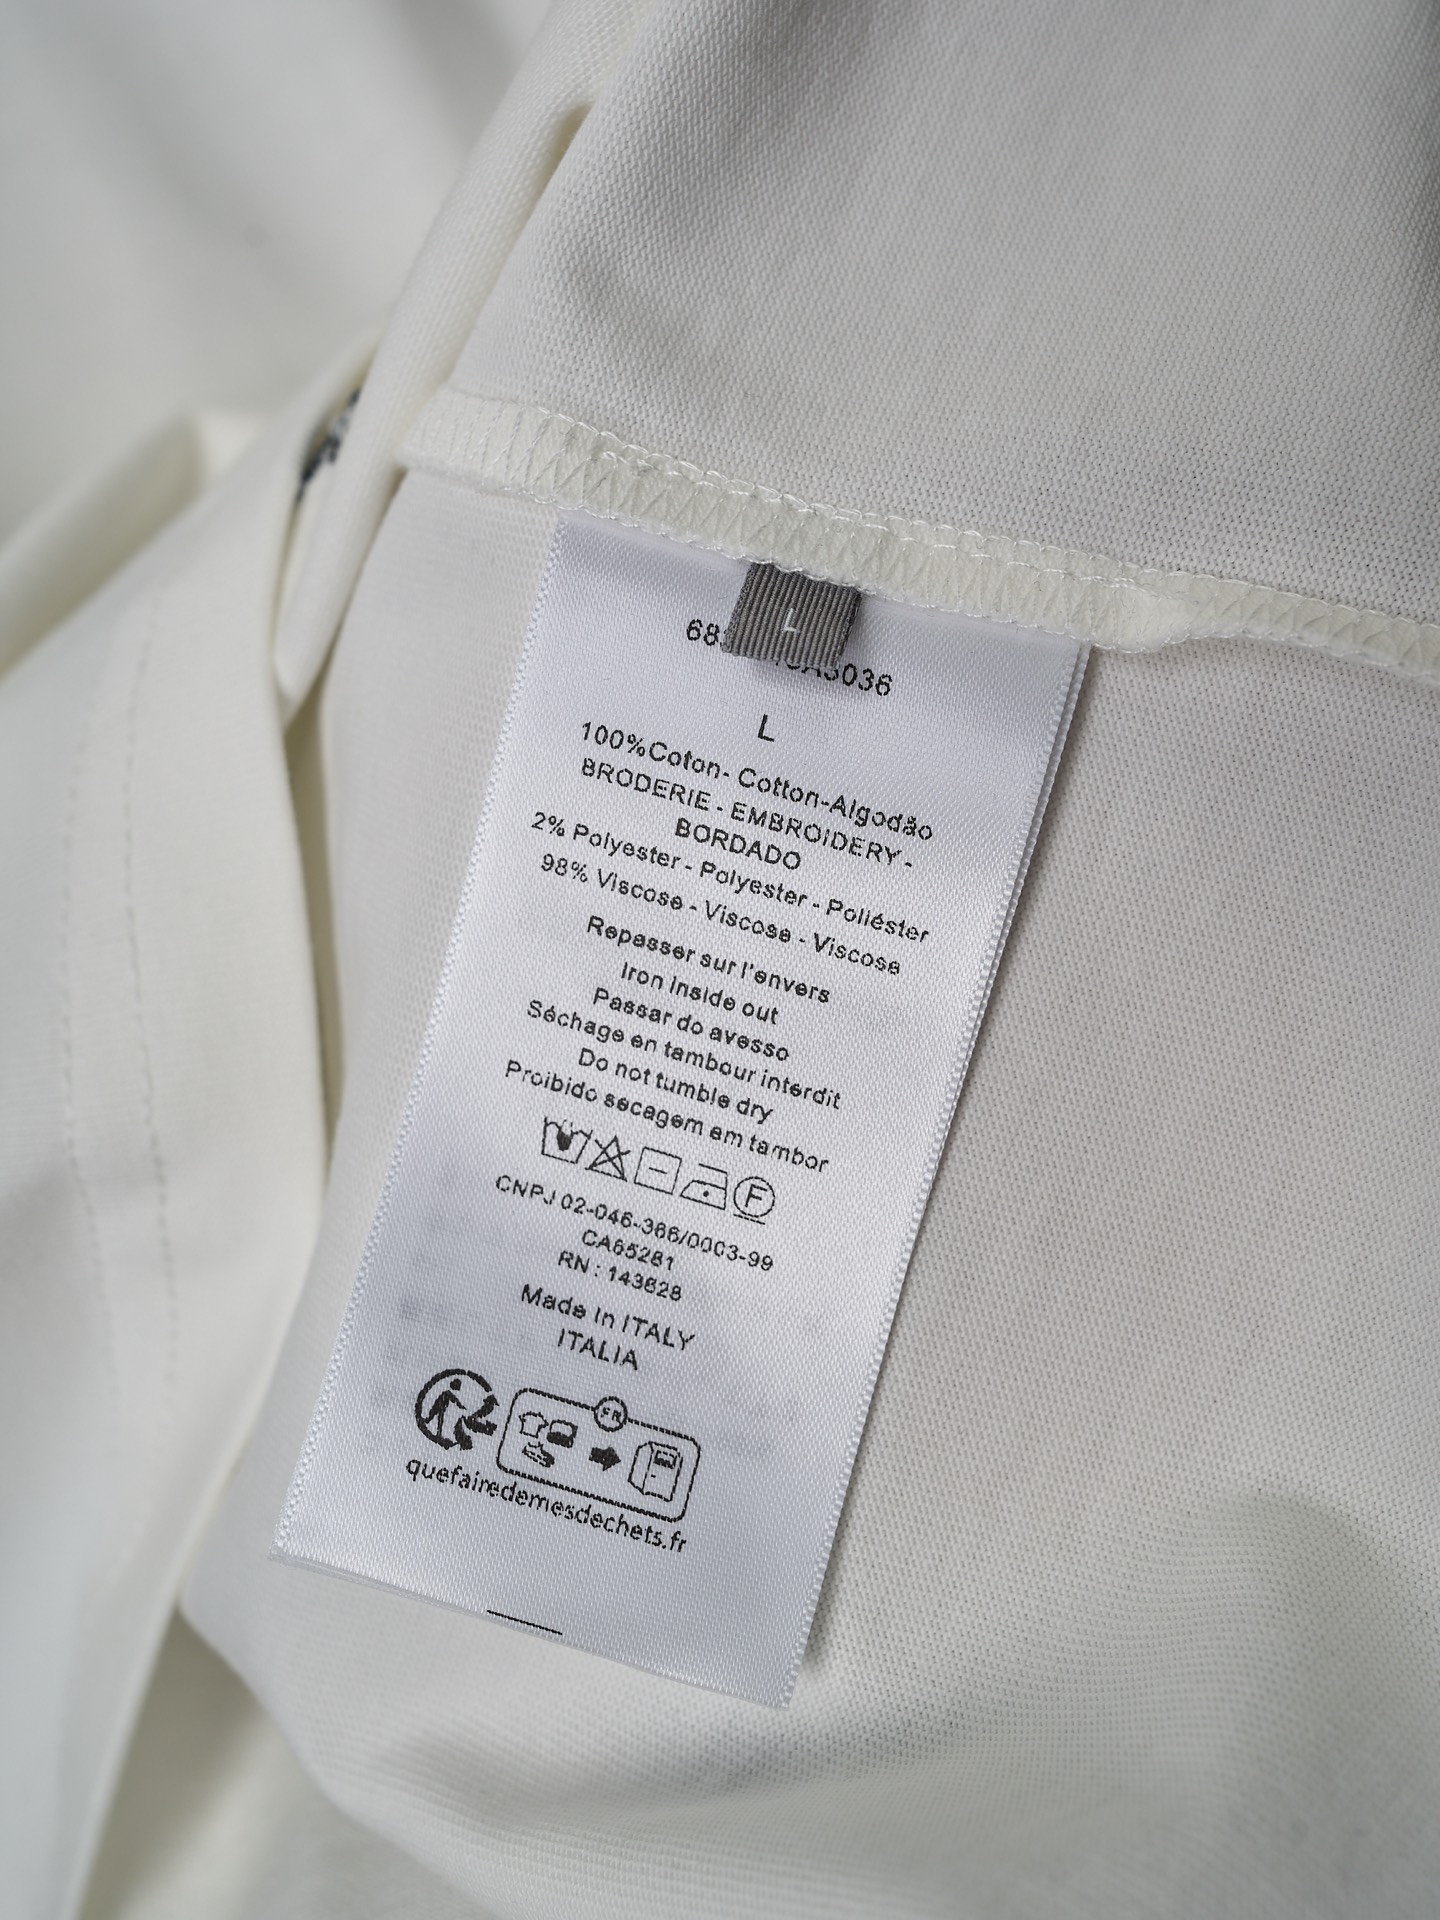 L
L
100%Coton- Cotton-Algodão
BRODERIE - EMBROIDERY -
BORDADO
2% Polyester - Polyester - Poliéster
98% Viscose - Viscose - Viscose
Repasser sur l'envers
Iron inside out
Passar do avesso
Séchage en tambour interdit
Do not tumble dry
Proibido secagem em tambor
F
CNPJ 02-046-366/0003-99
CA65281
RN : 143628
Made in ITALY
ITALIA
FR
quefairedemesdechets.fr